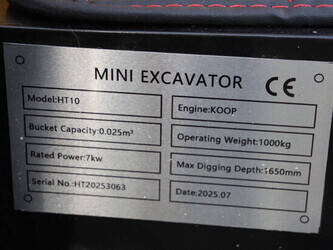 MINI EXCAVATOR CE
Model:HT10
Engine:KOOP
Bucket Capacity:0.025m³
Operating Weight:1000kg
Rated Power:7kw
Max Digging Depth:1650mm
Serial No.:HT20253063
Date:2025.07